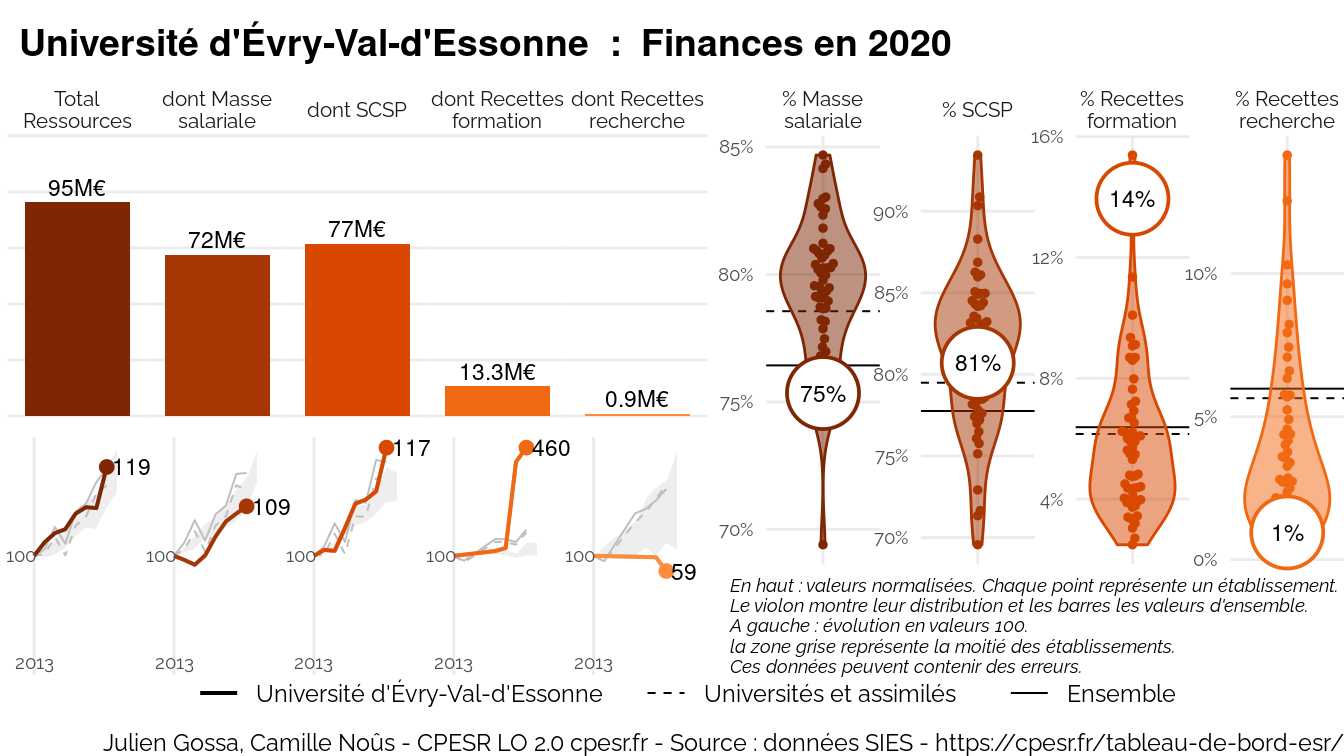 Université d'Évry-Val-d'Essonne : Finances en 2020
Total
Ressources
dont Masse
salariale
dont SCSP
dont Recettes
formation
dont Recettes
recherche
95M€
72M€
77M€
13.3M€
0.9M€
119
100
2013
109
100
2013
117
100
2013
460
100
2013
59
100
2013
% Masse
salariale
85%
80%
75%
70%
75%
% SCSP
90%
85%
80%
75%
70%
81%
% Recettes
formation
16%
12%
8%
4%
14%
% Recettes
recherche
10%
5%
0%
1%
En haut : valeurs normalisées. Chaque point représente un établissement.
Le violon montre leur distribution et les barres les valeurs d'ensemble.
A gauche : évolution en valeurs 100.
la zone grise représente la moitié des établissements.
Ces données peuvent contenir des erreurs.
Université d'Évry-Val-d'Essonne
Universités et assimilés
Ensemble
Julien Gossa, Camille Noûs - CPESR LO 2.0 cpesr.fr - Source : données SIES - https://cpesr.fr/tableau-de-bord-esr/